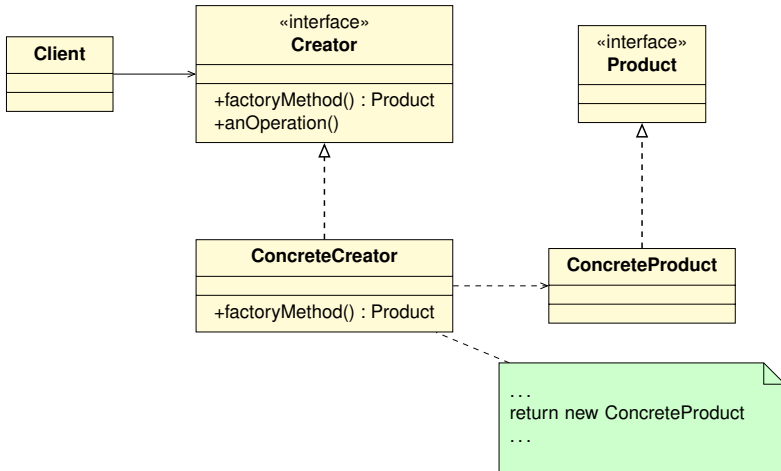 Client
«interface»
Creator
+factoryMethod() : Product
+anOperation()
«interface»
Product
ConcreteCreator
+factoryMethod() : Product
ConcreteProduct
...
return new ConcreteProduct
...